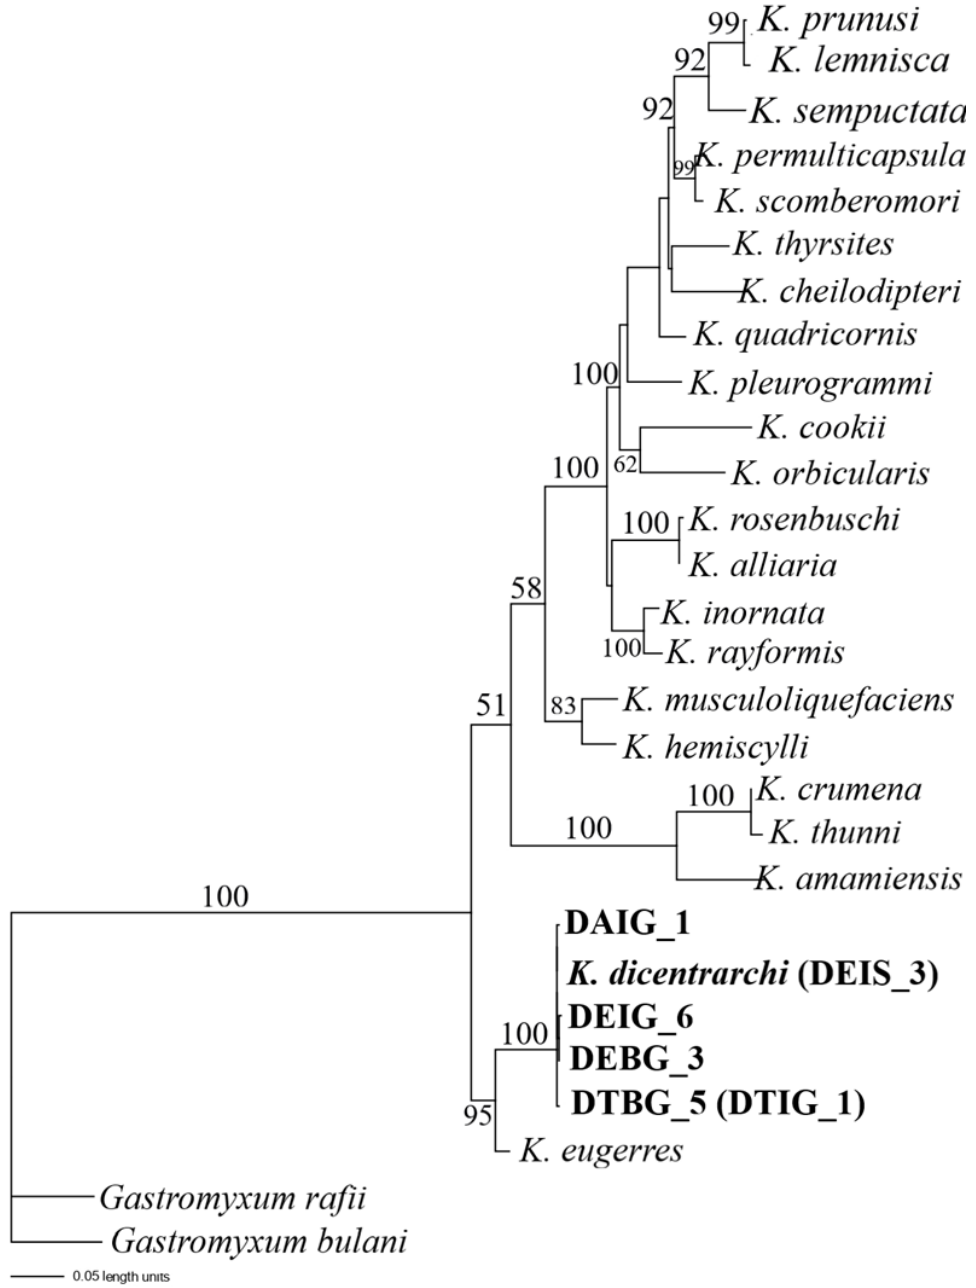 99 K. prunusi
92 K. lemnisca
92 K. sempuctata
K. permulticapsula
99 K. scomberomori
K. thyrsites
K. cheilodipteri
K. quadricornis
100 K. pleurogrammi
K. cookii
100 62 K. orbicularis
100 K. rosenbuschi
K. alliaria
58 K. inornata
100 K. rayformis
51 83 K. musculoliquefaciens
K. hemiscylli
100 K. crumena
100 K. thunni
K. amamiensis
100 DAIG_1
K. dicentrarchi (DEIS_3)
DEIG_6
100 DEBG_3
95 DTBG_5 (DTIG_1)
K. eugerres
Gastromyxum rafii
Gastromyxum bulani
0.05 length units